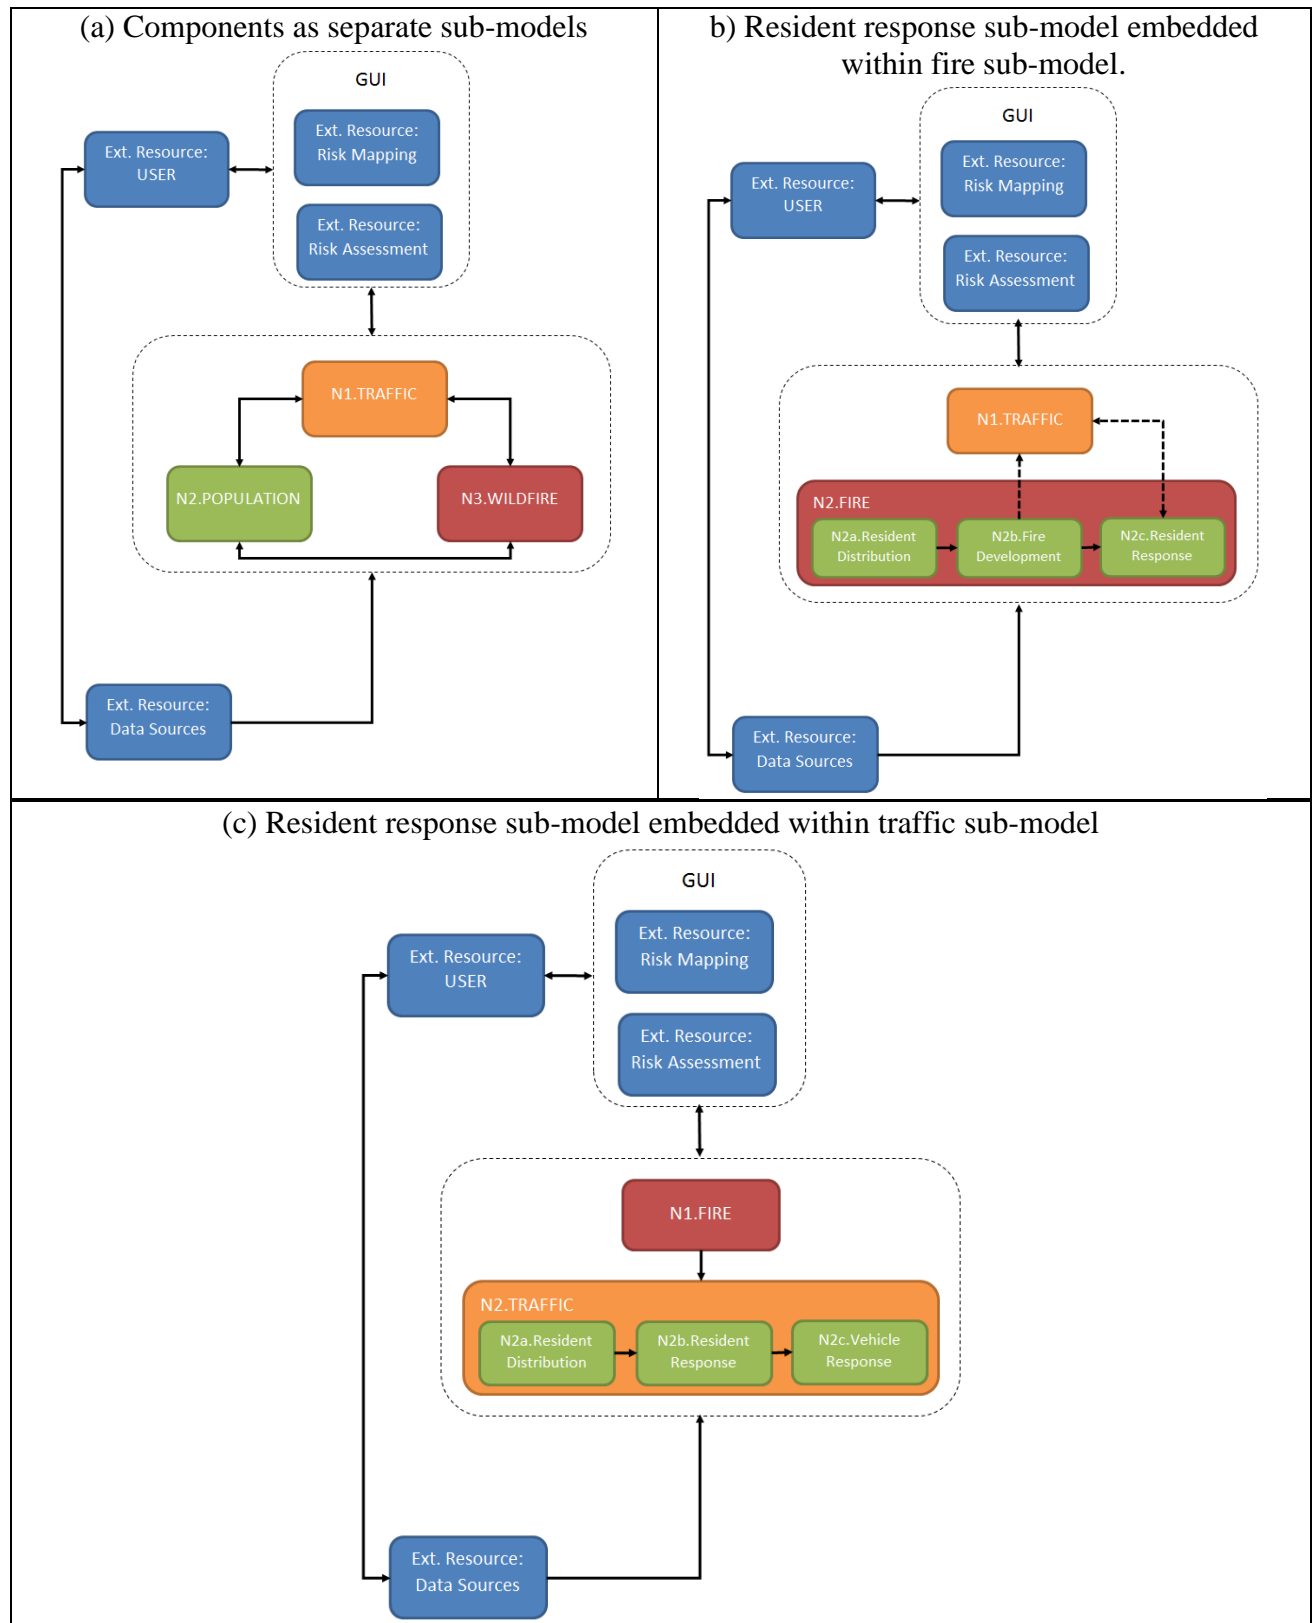 (a) Components as separate sub-models
GUI
Ext. Resource:
Risk Mapping
Ext. Resource:
USER
Ext. Resource:
Risk Assessment
N1.TRAFFIC
N2.POPULATION
N3.WILDFIRE
Ext. Resource:
Data Sources
b) Resident response sub-model embedded
within fire sub-model.
GUI
Ext. Resource:
Risk Mapping
Ext. Resource:
USER
Ext. Resource:
Risk Assessment
N1.TRAFFIC
N2.FIRE
N2a.Resident
Distribution
N2b.Fire
Development
N2c.Resident
Response
Ext. Resource:
Data Sources
(c) Resident response sub-model embedded within traffic sub-model
GUI
Ext. Resource:
Risk Mapping
Ext. Resource:
USER
Ext. Resource:
Risk Assessment
N1.FIRE
N2.TRAFFIC
N2a.Resident
Distribution
N2b.Resident
Response
N2c.Vehicle
Response
Ext. Resource:
Data Sources